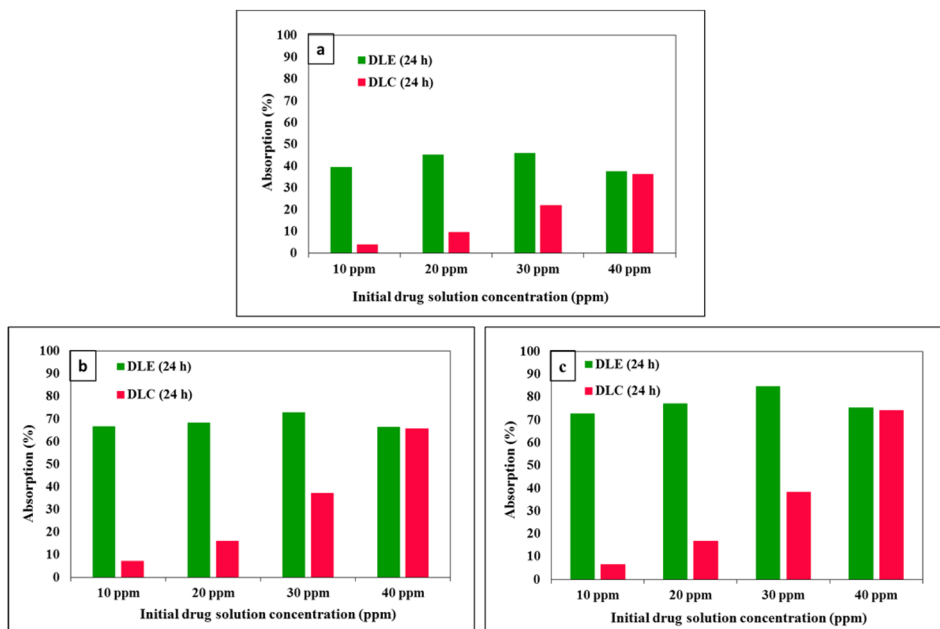 a
DLE (24 h)
DLC (24 h)
100
90
80
70
60
50
40
30
20
10
0
Absorption (%)
10 ppm 20 ppm 30 ppm 40 ppm
Initial drug solution concentration (ppm)
b
DLE (24 h)
DLC (24 h)
100
90
80
70
60
50
40
30
20
10
0
Absorption (%)
10 ppm 20 ppm 30 ppm 40 ppm
Initial drug solution concentration (ppm)
c
DLE (24 h)
DLC (24 h)
100
90
80
70
60
50
40
30
20
10
0
Absorption (%)
10 ppm 20 ppm 30 ppm 40 ppm
Initial drug solution concentration (ppm)